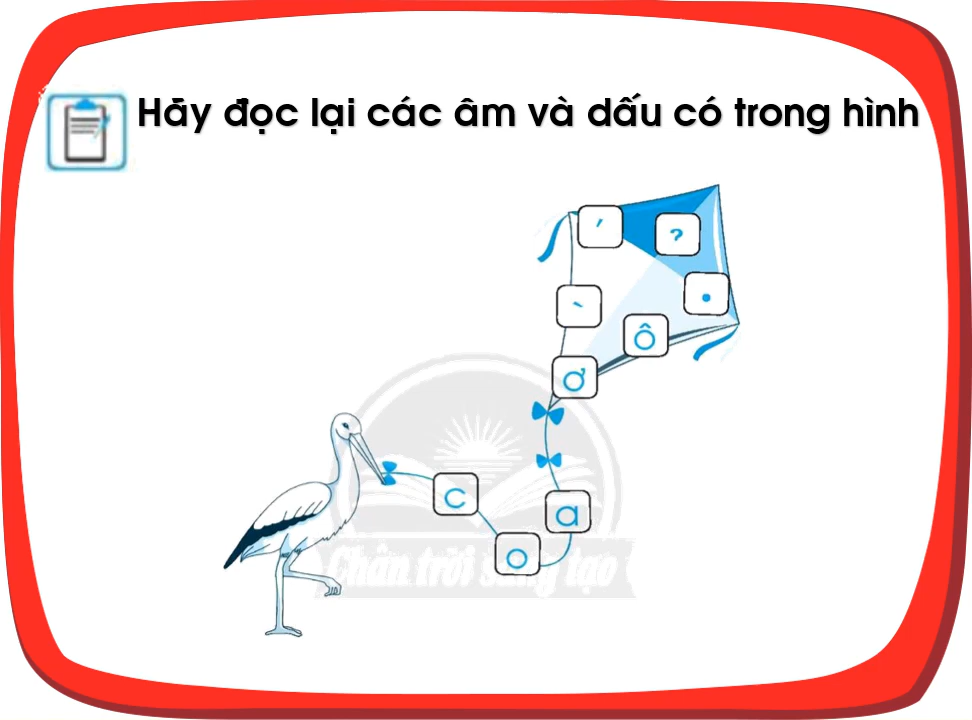 Hãy đọc lại các âm và dấu có trong hình
ˊ
ˀ
ˋ
•
ô
ơ
c
a
o
Chân trời sáng tạo